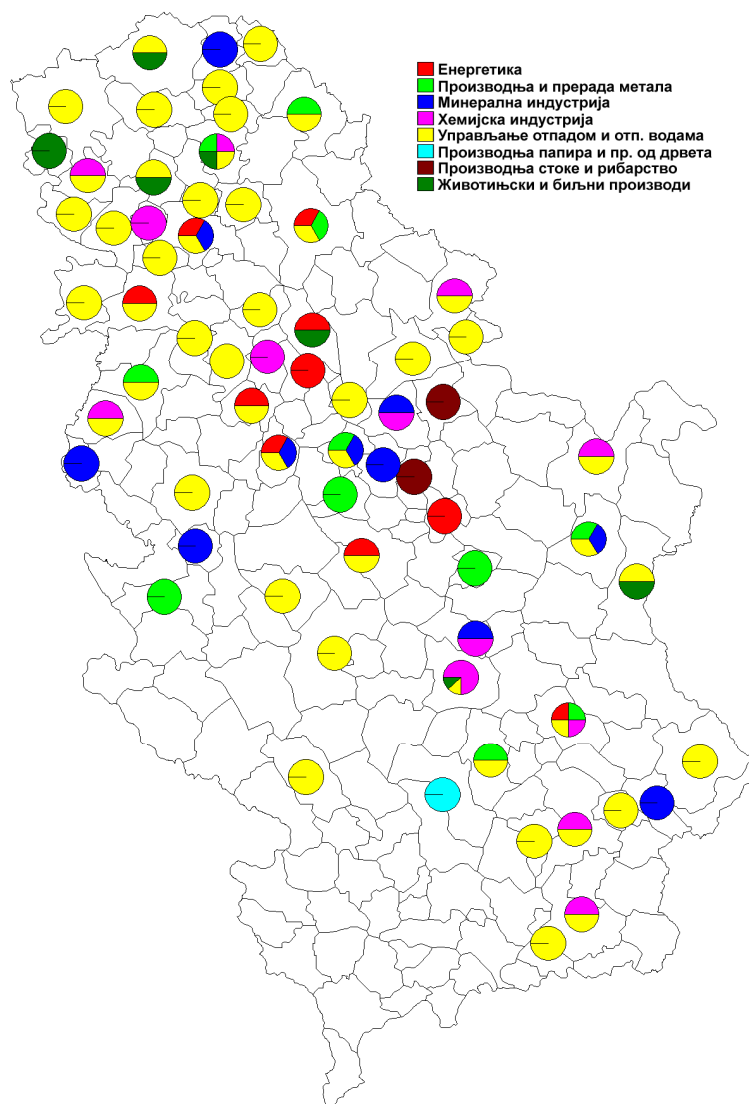 Енергетика
Производња и прерада метала
Минерална индустрија
Хемијска индустрија
Управљање отпадом и отп. водама
Производња папира и пр. од дрвета
Производња стоке и рибарство
Животињски и биљни производи